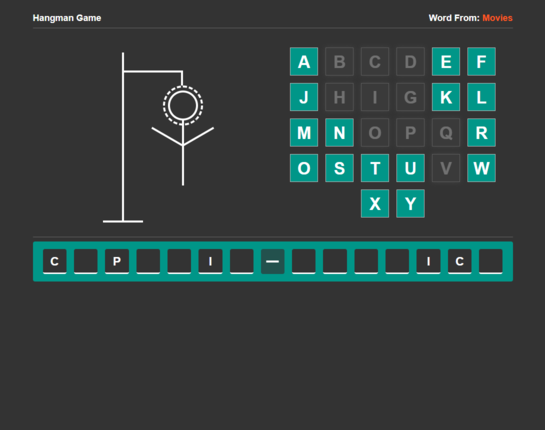 Hangman Game
Word From: Movies
A B C D E F
J H I G K L
M N O P Q R
O S T U V W
X Y
C P I — I C